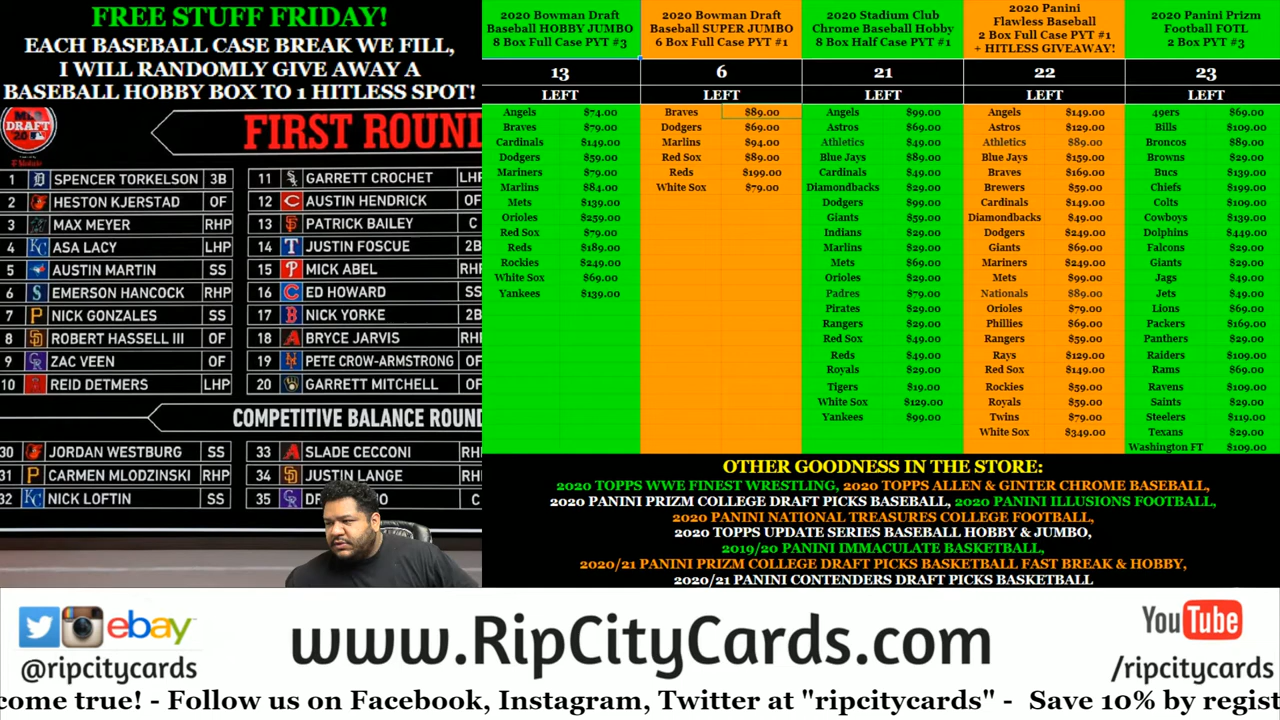 FREE STUFF FRIDAY!
EACH BASEBALL CASE BREAK WE FILL,
I WILL RANDOMLY GIVE AWAY A
BASEBALL HOBBY BOX TO 1 HITLESS SPOT!
DRAFT
FIRST ROUN
1 SPENCER TORKELSON 3B
2 HESTON KJERSTAD OF
3 MAX MEYER RHP
4 ASA LACY LHP
5 AUSTIN MARTIN SS
6 EMERSON HANCOCK RHP
7 NICK GONZALES SS
8 ROBERT HASSELL III OF
9 ZAC VEEN OF
10 REID DETMERS LHP
11 GARRETT CROCHET LH
12 AUSTIN HENDRICK OF
13 PATRICK BAILEY C
14 JUSTIN FOSCUE 2B
15 MICK ABEL RH
16 ED HOWARD SS
17 NICK YORKE 2B
18 BRYCE JARVIS RH
19 PETE CROW-ARMSTRONG OF
20 GARRETT MITCHELL OF
COMPETITIVE BALANCE ROUN
30 JORDAN WESTBURG SS
31 CARMEN MLODZINSKI RHP
32 NICK LOFTIN SS
33 SLADE CECCONI RH
34 JUSTIN LANGE RH
35 C
2020 Bowman Draft
Baseball HOBBY JUMBO
8 Box Full Case PYT #3
13
LEFT
Angels $74.00
Braves $79.00
Cardinals $149.00
Dodgers $59.00
Mariners $79.00
Marlins $84.00
Mets $139.00
Orioles $259.00
Red Sox $79.00
Reds $189.00
Rockies $249.00
White Sox $69.00
Yankees $139.00
2020 Bowman Draft
Baseball SUPER JUMBO
6 Box Full Case PYT #1
6
LEFT
Braves $89.00
Dodgers $69.00
Marlins $94.00
Red Sox $89.00
Reds $199.00
White Sox $79.00
2020 Stadium Club
Chrome Baseball Hobby
8 Box Half Case PYT #1
21
LEFT
Angels $99.00
Astros $69.00
Athletics $49.00
Blue Jays $89.00
Cardinals $49.00
Diamondbacks $29.00
Dodgers $99.00
Giants $59.00
Indians $29.00
Marlins $29.00
Mets $69.00
Orioles $29.00
Padres $79.00
Pirates $29.00
Rangers $29.00
Red Sox $49.00
Reds $49.00
Royals $29.00
Tigers $19.00
White Sox $129.00
Yankees $99.00
2020 Panini
Flawless Baseball
2 Box Full Case PYT #1
+ HITLESS GIVEAWAY!
22
LEFT
Angels $149.00
Astros $129.00
Athletics $89.00
Blue Jays $159.00
Braves $169.00
Brewers $59.00
Cardinals $149.00
Diamondbacks $49.00
Dodgers $249.00
Giants $69.00
Mariners $249.00
Mets $99.00
Nationals $89.00
Orioles $79.00
Phillies $69.00
Rangers $59.00
Rays $129.00
Red Sox $149.00
Rockies $59.00
Royals $59.00
Twins $79.00
White Sox $349.00
2020 Panini Prizm
Football FOTL
2 Box PYT #3
23
LEFT
49ers $69.00
Bills $109.00
Broncos $89.00
Browns $29.00
Bucs $139.00
Chiefs $199.00
Colts $109.00
Cowboys $139.00
Dolphins $449.00
Falcons $29.00
Giants $29.00
Jags $49.00
Jets $49.00
Lions $69.00
Packers $169.00
Panthers $29.00
Raiders $109.00
Rams $69.00
Ravens $109.00
Saints $29.00
Steelers $119.00
Texans $29.00
Washington FT $109.00
OTHER GOODNESS IN THE STORE:
2020 TOPPS WWE FINEST WRESTLING, 2020 TOPPS ALLEN & GINTER CHROME BASEBALL,
2020 PANINI PRIZM COLLEGE DRAFT PICKS BASEBALL, 2020 PANINI ILLUSIONS FOOTBALL,
2020 PANINI NATIONAL TREASURES COLLEGE FOOTBALL,
2020 TOPPS UPDATE SERIES BASEBALL HOBBY & JUMBO,
2019/20 PANINI IMMACULATE BASKETBALL,
2020/21 PANINI PRIZM COLLEGE DRAFT PICKS BASKETBALL FAST BREAK & HOBBY,
2020/21 PANINI CONTENDERS DRAFT PICKS BASKETBALL
ebay
@ripcitycards
www.RipCityCards.com
YouTube
/ripcitycards
come true! - Follow us on Facebook, Instagram, Twitter at "ripcitycards" - Save 10% by regist